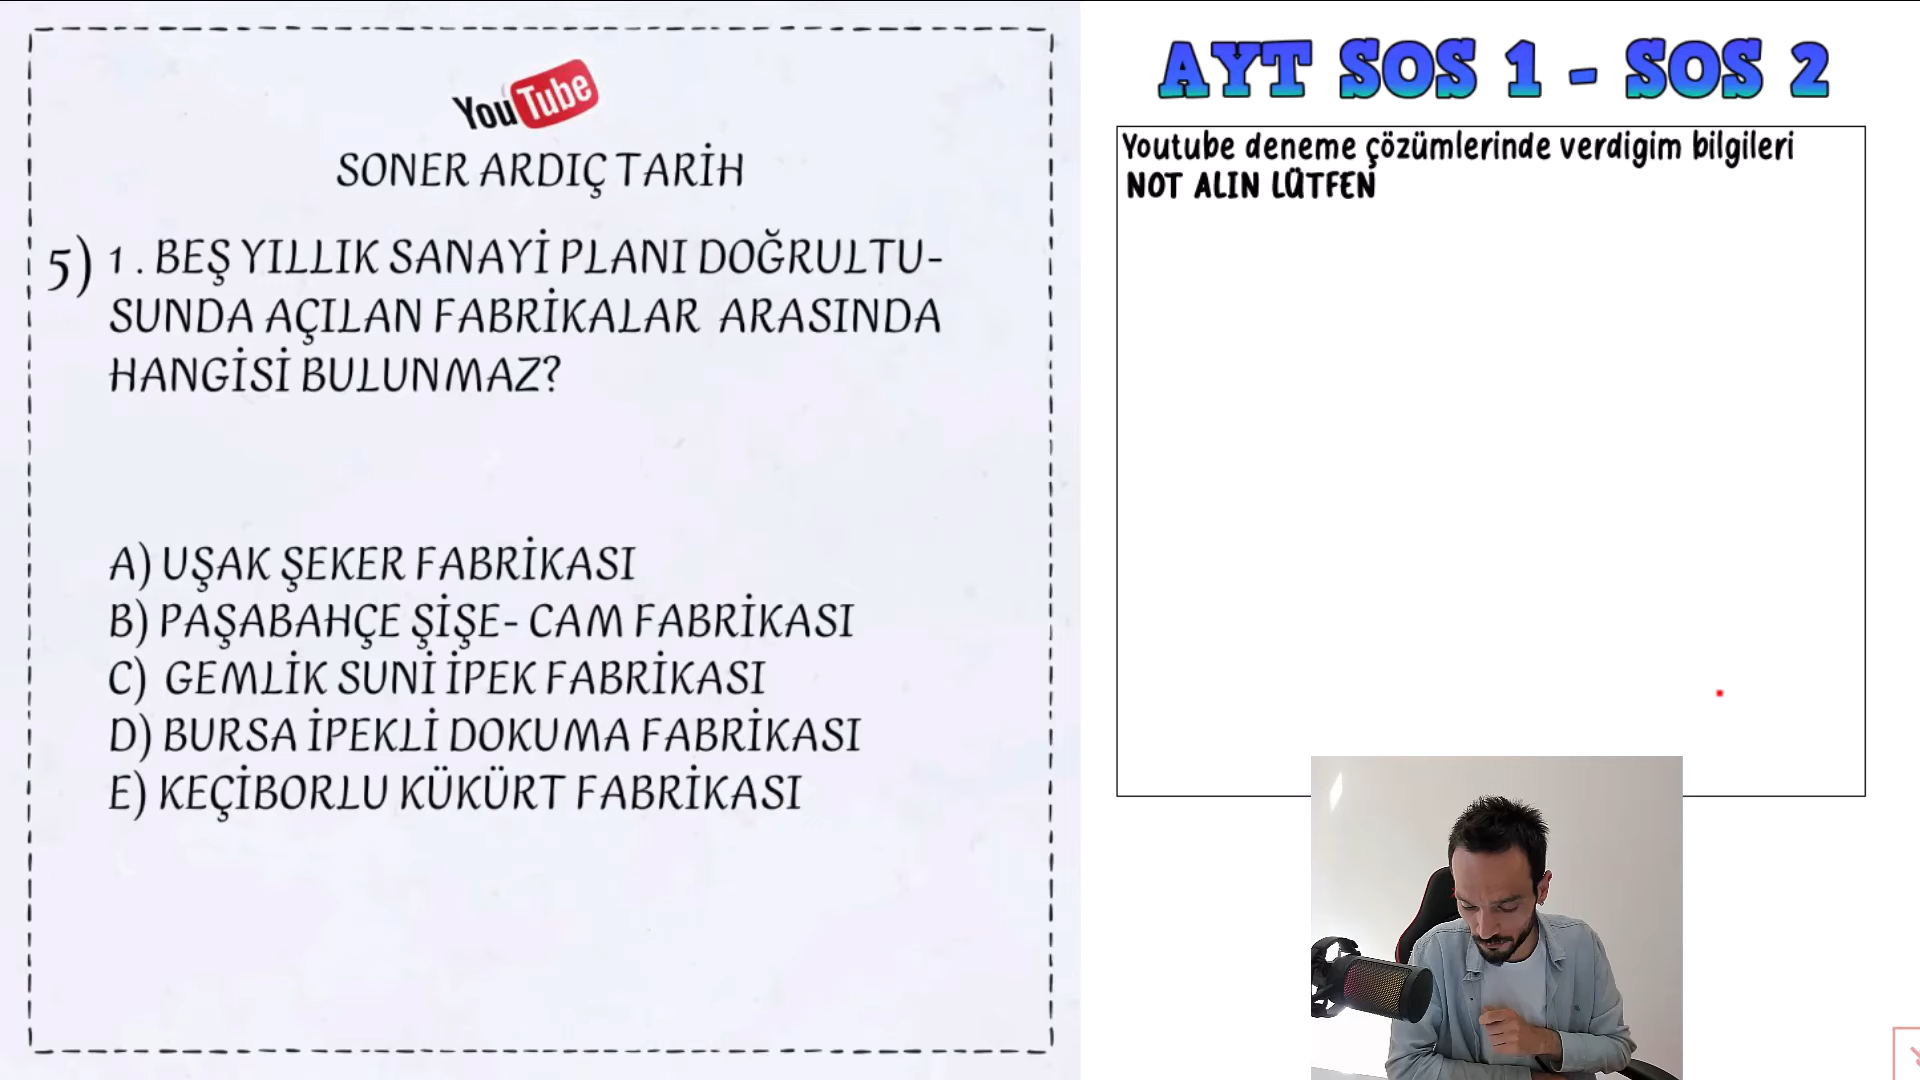 YouTube
SONER ARDIÇ TARİH
5) 1 . BEŞ YILLIK SANAYİ PLANI DOĞRULTU-
SUNDA AÇILAN FABRİKALAR ARASINDA
HANGİSİ BULUNMAZ?
A) UŞAK ŞEKER FABRİKASI
B) PAŞABAHÇE ŞİŞE- CAM FABRİKASI
C) GEMLİK SUNİ İPEK FABRİKASI
D) BURSA İPEKLİ DOKUMA FABRİKASI
E) KEÇİBORLU KÜKÜRT FABRİKASI
AYT SOS 1 - SOS 2
Youtube deneme çözümlerinde verdigim bilgileri
NOT ALIN LÜTFEN